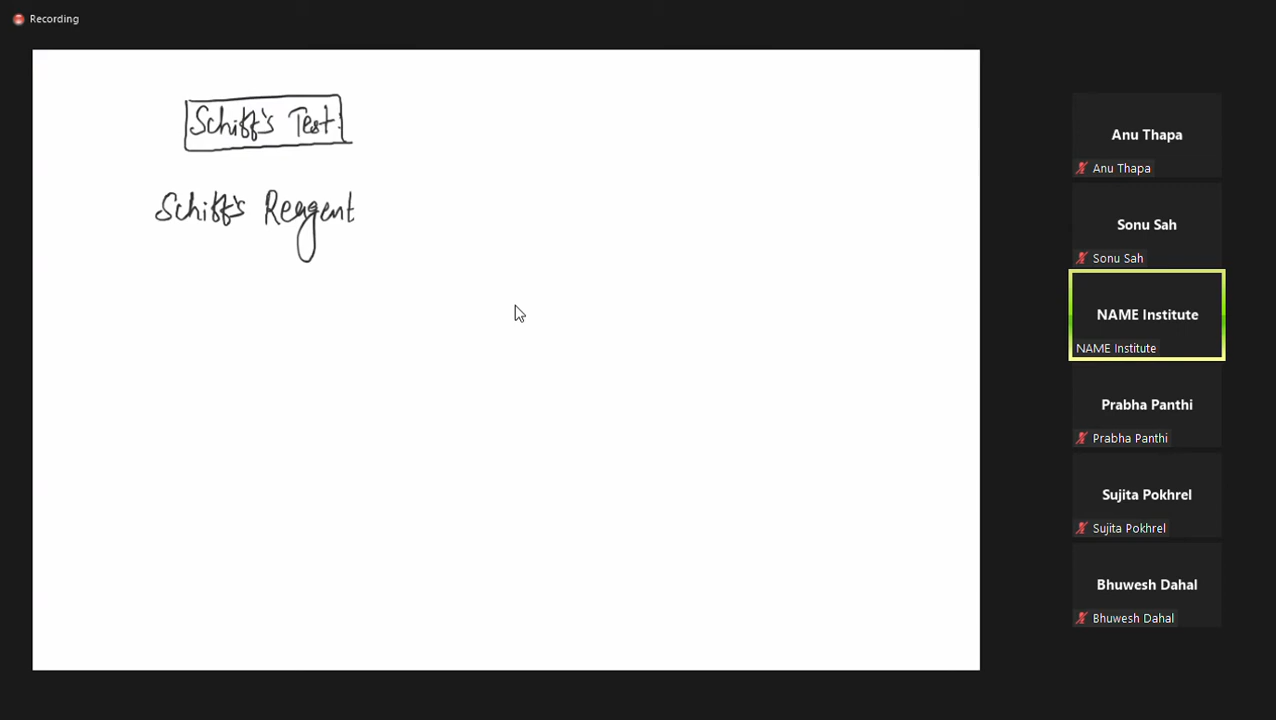 Recording
Schiff's Test
Schiff's Reagent
Anu Thapa
Anu Thapa
Sonu Sah
Sonu Sah
NAME Institute
NAME Institute
Prabha Panthi
Prabha Panthi
Sujita Pokhrel
Sujita Pokhrel
Bhuwesh Dahal
Bhuwesh Dahal